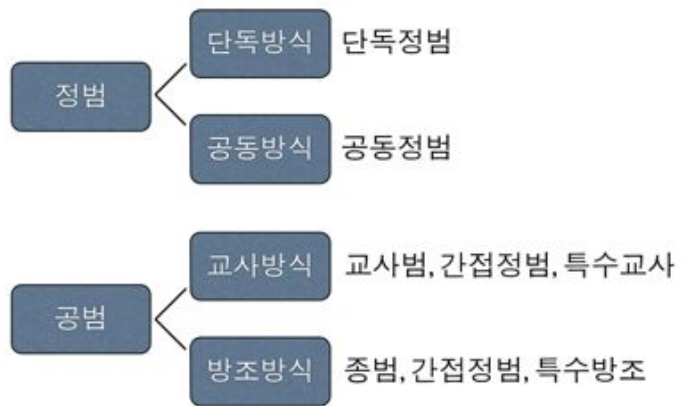 단독방식 단독정범
정범
공동방식 공동정범
교사방식 교사범, 간접정범, 특수교사
공범
방조방식 종범, 간접정범, 특수방조